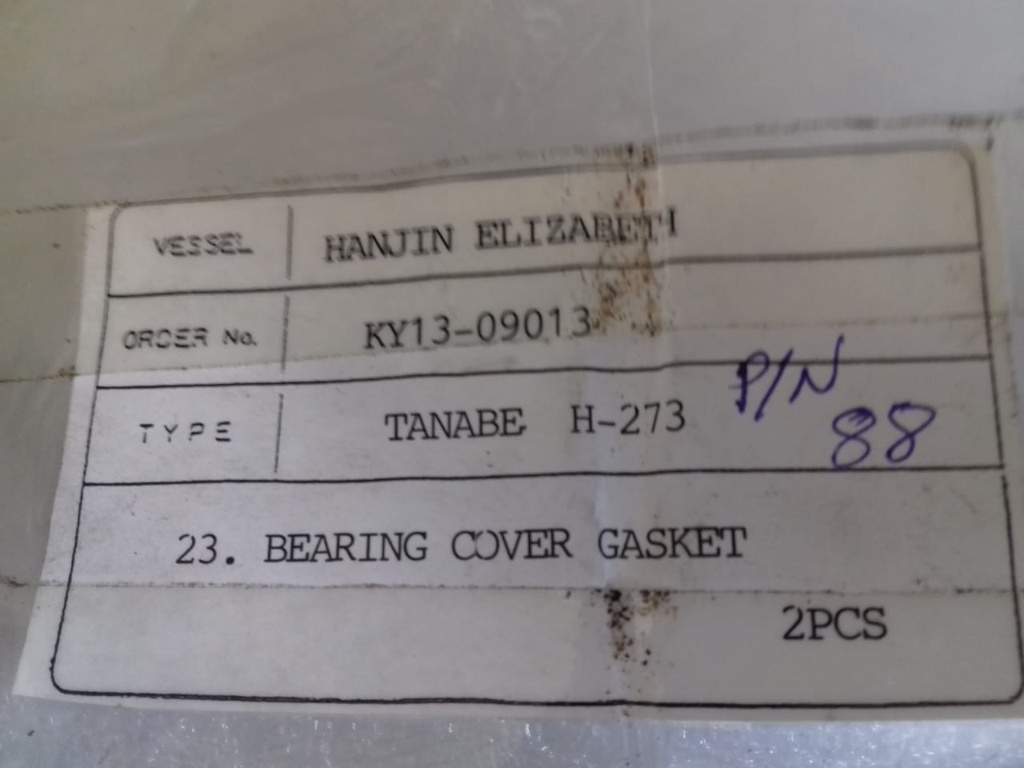 VESSEL HANJIN ELIZABETH
ORDER No. KY13-09013
TYPE TANABE H-273 P/N 88
23. BEARING COVER GASKET
2PCS